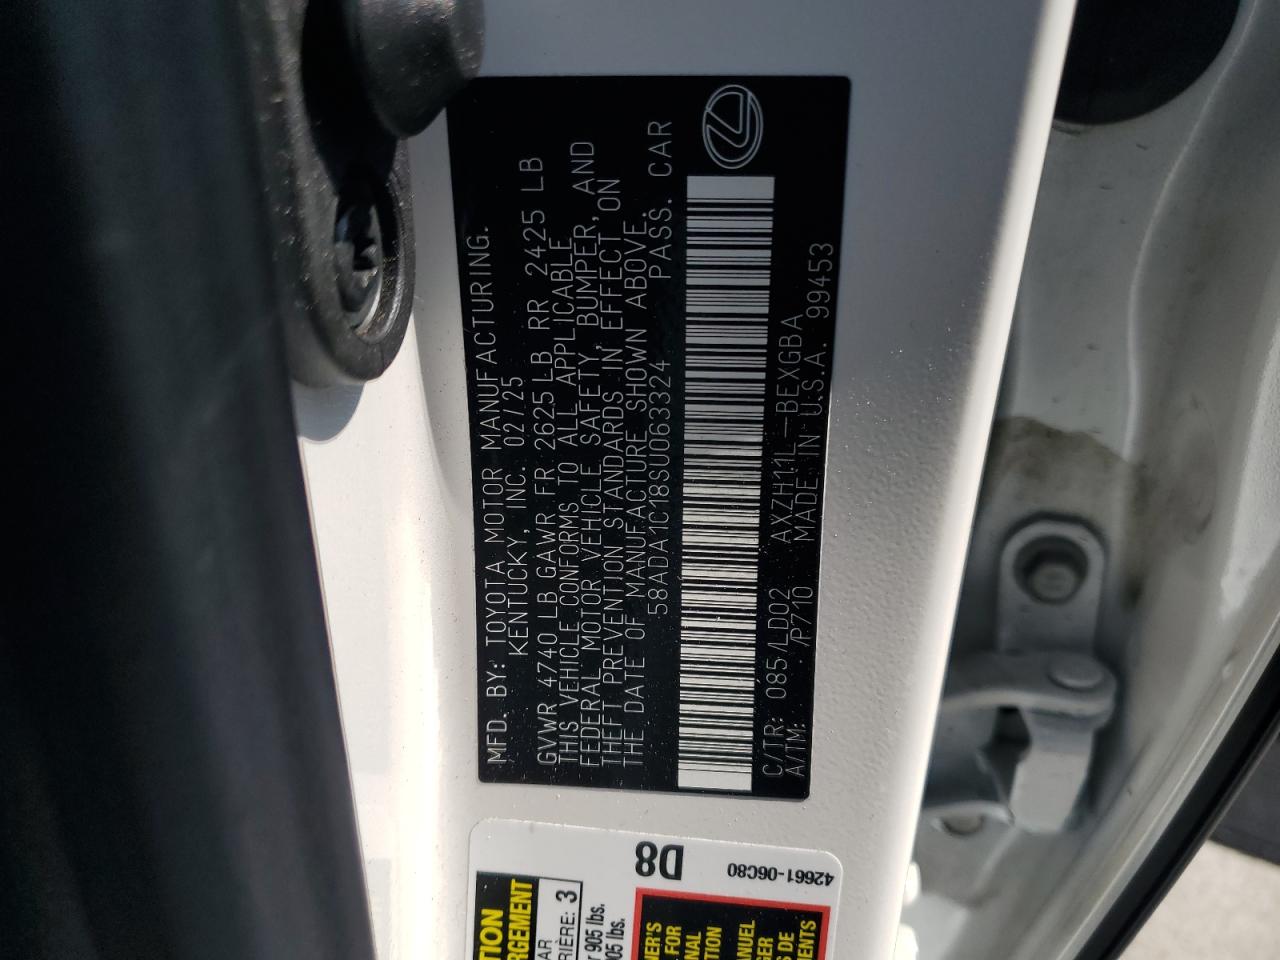 MFD. BY: TOYOTA MOTOR MANUFACTURING.
KENTUCKY, INC. 02/25
GVWR 4740 LB GAWR FR 2625 LB RR 2425 LB
THIS VEHICLE CONFORMS TO ALL APPLICABLE
FEDERAL MOTOR VEHICLE SAFETY, BUMPER, AND
THEFT PREVENTION STANDARDS IN EFFECT ON
THE DATE OF MANUFACTURE SHOWN ABOVE.
58ADA1C18SU063324 PASS. CAR
C/TR: 085/LD02 AXZH11L-BEXGBA
A/TM: /P710 MADE IN U.S.A. 99453
D8
42661-06C80
3
905 lbs.